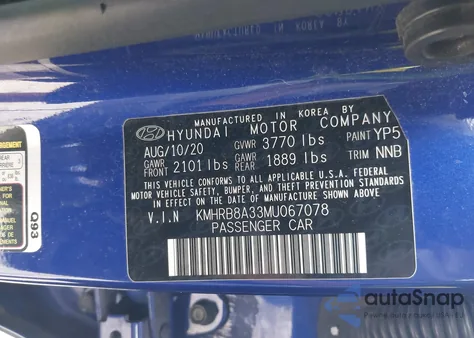 MANUFACTURED IN KOREA BY
HYUNDAI MOTOR COMPANY
AUG/10/20 GVWR 3770 lbs PAINT YP5
GAWR FRONT 2101 lbs GAWR REAR 1889 lbs TRIM NNB
THIS VEHICLE CONFORMS TO ALL APPLICABLE U.S.A. FEDERAL
MOTOR VEHICLE SAFETY, BUMPER, AND THEFT PREVENTION
STANDARDS IN EFFECT ON THE DATE OF MANUFACTURE SHOWN ABOVE.
V.I.N KMHRB8A33MU067078
PASSENGER CAR
Q93
REAR
autoSnap